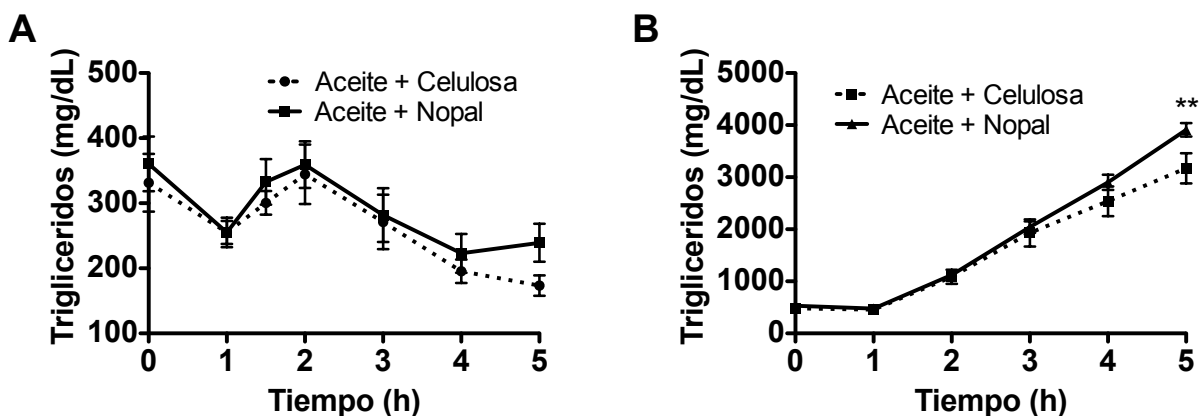 A
Trigliceridos (mg/dL)
500
400
300
200
100
Aceite + Celulosa
Aceite + Nopal
0 1 2 3 4 5
Tiempo (h)
B
Trigliceridos (mg/dL)
5000
4000
3000
2000
1000
0
Aceite + Celulosa
Aceite + Nopal
**
0 1 2 3 4 5
Tiempo (h)